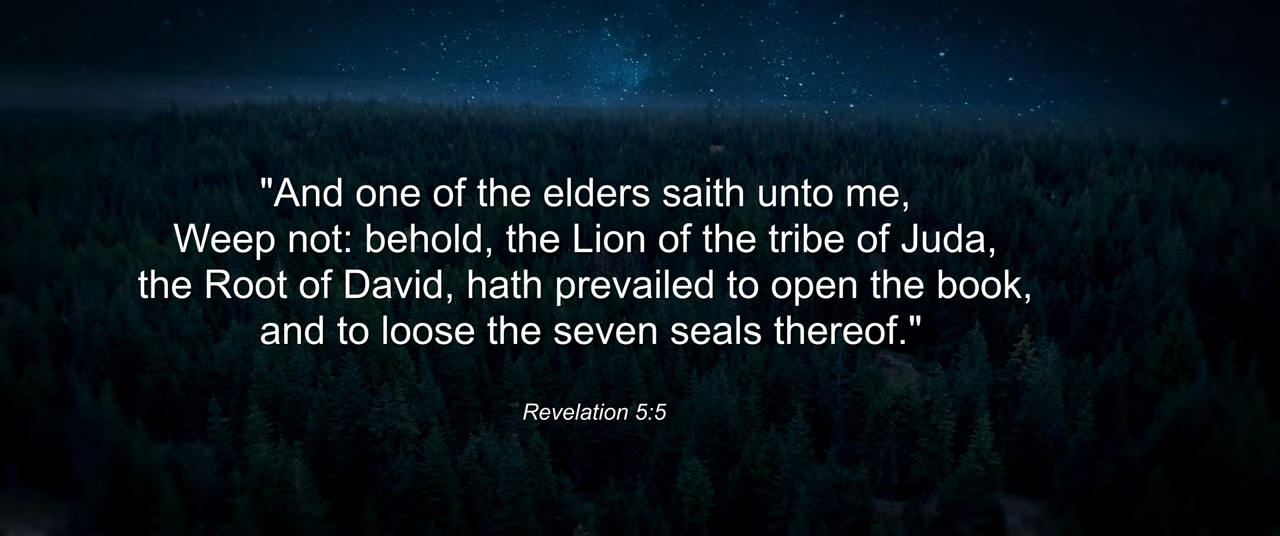 "And one of the elders saith unto me,
Weep not: behold, the Lion of the tribe of Juda,
the Root of David, hath prevailed to open the book,
and to loose the seven seals thereof."
Revelation 5:5